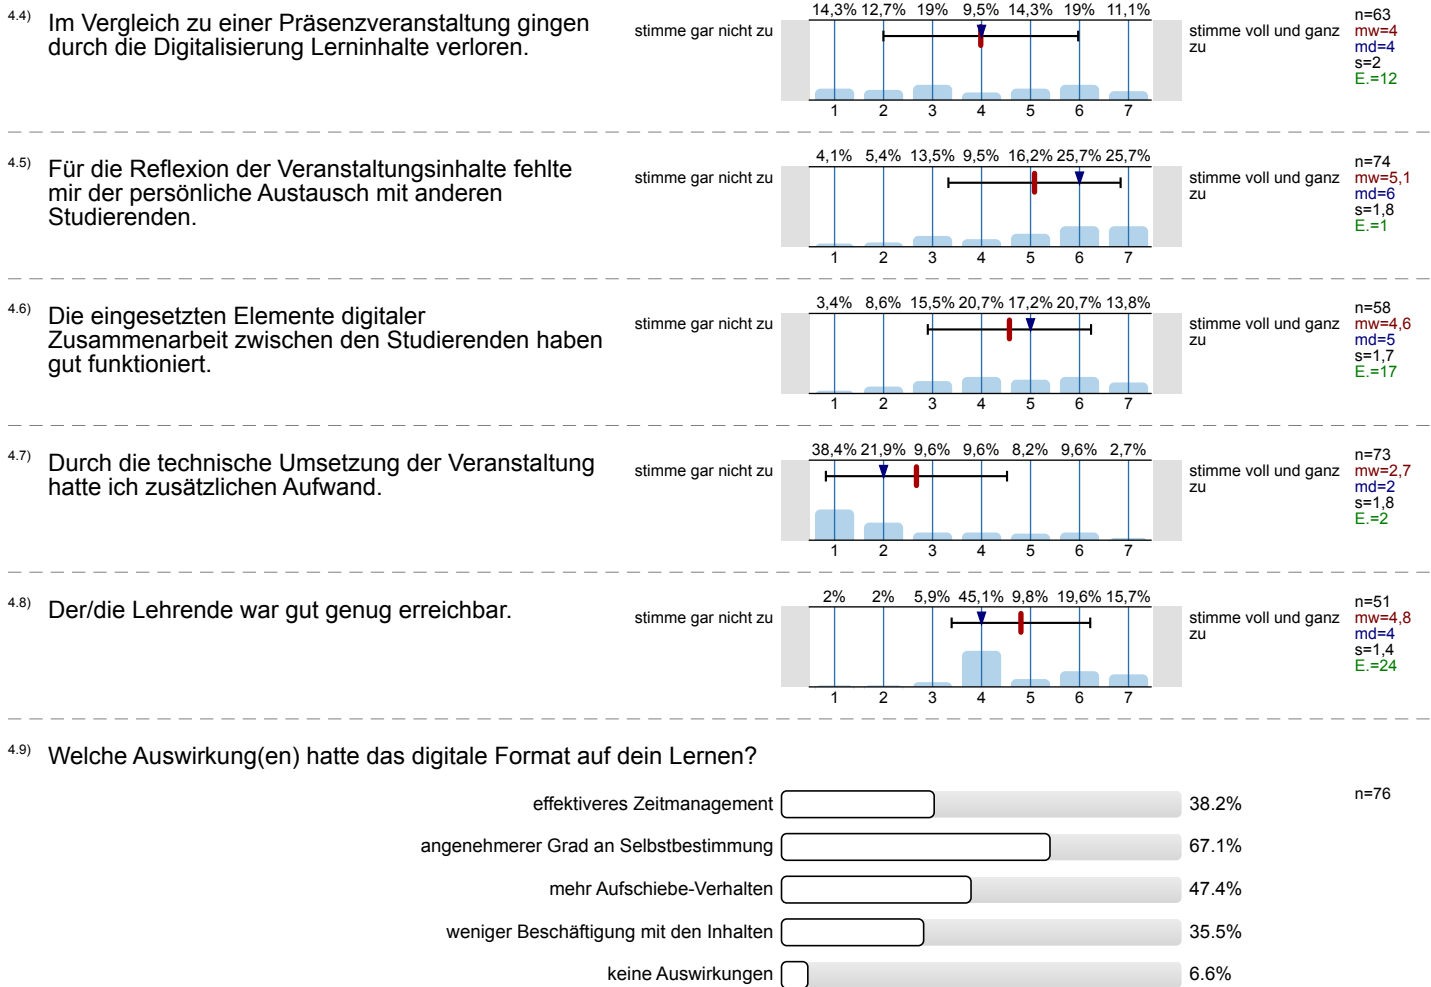 4.4) Im Vergleich zu einer Präsenzveranstaltung gingen
durch die Digitalisierung Lerninhalte verloren.
stimme gar nicht zu
14,3% 12,7% 19% 9,5% 14,3% 19% 11,1%
1 2 3 4 5 6 7
stimme voll und ganz
zu
n=63
mw=4
md=4
s=2
E.=12
4.5) Für die Reflexion der Veranstaltungsinhalte fehlte
mir der persönliche Austausch mit anderen
Studierenden.
stimme gar nicht zu
4,1% 5,4% 13,5% 9,5% 16,2% 25,7% 25,7%
1 2 3 4 5 6 7
stimme voll und ganz
zu
n=74
mw=5,1
md=6
s=1,8
E.=1
4.6) Die eingesetzten Elemente digitaler
Zusammenarbeit zwischen den Studierenden haben
gut funktioniert.
stimme gar nicht zu
3,4% 8,6% 15,5% 20,7% 17,2% 20,7% 13,8%
1 2 3 4 5 6 7
stimme voll und ganz
zu
n=58
mw=4,6
md=5
s=1,7
E.=17
4.7) Durch die technische Umsetzung der Veranstaltung
hatte ich zusätzlichen Aufwand.
stimme gar nicht zu
38,4% 21,9% 9,6% 9,6% 8,2% 9,6% 2,7%
1 2 3 4 5 6 7
stimme voll und ganz
zu
n=73
mw=2,7
md=2
s=1,8
E.=2
4.8) Der/die Lehrende war gut genug erreichbar.
stimme gar nicht zu
2% 2% 5,9% 45,1% 9,8% 19,6% 15,7%
1 2 3 4 5 6 7
stimme voll und ganz
zu
n=51
mw=4,8
md=4
s=1,4
E.=24
4.9) Welche Auswirkung(en) hatte das digitale Format auf dein Lernen?
effektiveres Zeitmanagement 38.2% n=76
angenehmerer Grad an Selbstbestimmung 67.1%
mehr Aufschiebe-Verhalten 47.4%
weniger Beschäftigung mit den Inhalten 35.5%
keine Auswirkungen 6.6%